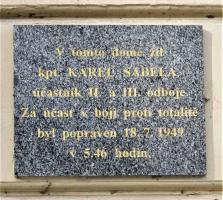 V tomto domě žil
kpt. KAREL SABELA
účastník II. a III. odboje.
Za účast v boji proti totalitě
byl popraven 18.7.1949
v 5.46 hodin.